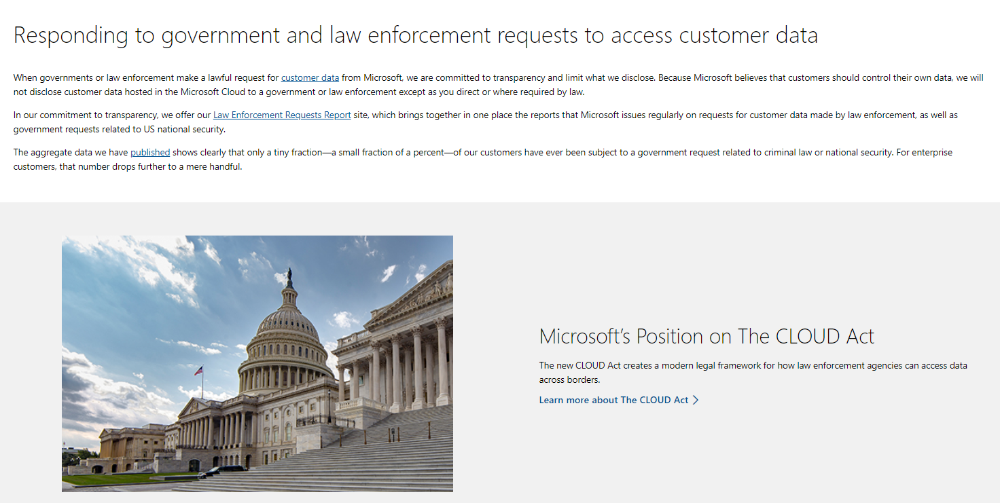 Responding to government and law enforcement requests to access customer data
When governments or law enforcement make a lawful request for customer data from Microsoft, we are committed to transparency and limit what we disclose. Because Microsoft believes that customers should control their own data, we will
not disclose customer data hosted in the Microsoft Cloud to a government or law enforcement except as you direct or where required by law.
In our commitment to transparency, we offer our Law Enforcement Requests Report site, which brings together in one place the reports that Microsoft issues regularly on requests for customer data made by law enforcement, as well as
government requests related to US national security.
The aggregate data we have published shows clearly that only a tiny fraction—a small fraction of a percent—of our customers have ever been subject to a government request related to criminal law or national security. For enterprise
customers, that number drops further to a mere handful.
Microsoft's Position on The CLOUD Act
The new CLOUD Act creates a modern legal framework for how law enforcement agencies can access data
across borders.
Learn more about The CLOUD Act >